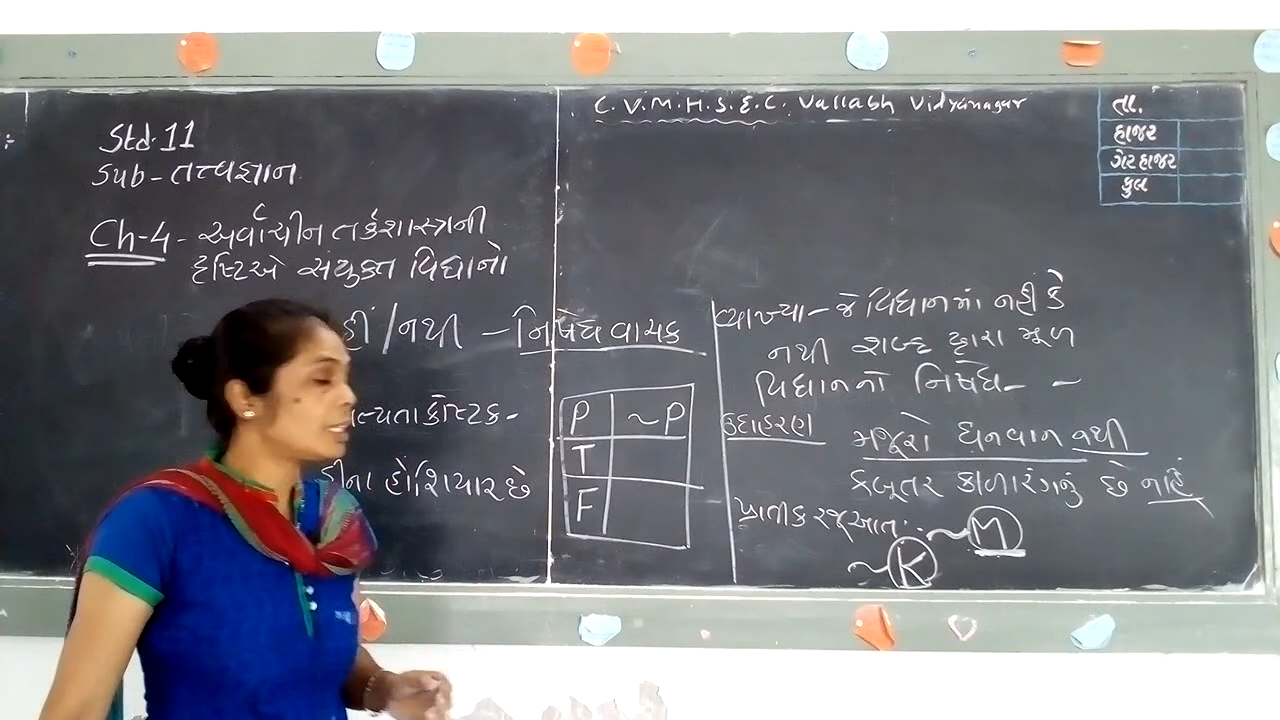 C.V.M.H.S.E.C. Vallabh Vidyanagar
Std-11
Sub - તત્ત્વજ્ઞાન
Ch-4 - અર્વાચીન તર્કશાસ્ત્રની
દૃષ્ટિએ સંયુક્ત વિધાનો
હીં / નથી - નિષેધવાચક
સત્યતાકોષ્ટક -
હોંશિયાર છે
P ~P
T
F
વ્યાખ્યા - જે વિધાનમાં નહીં કે
નથી શબ્દ દ્વારા મૂળ
વિધાનનો નિષેધ - -
ઉદાહરણ
મજૂરો ધનવાન નથી
કબૂતર કાળારંગનું છે નહિં
પ્રતીક રજૂઆત : ~M
~K
તા.
હાજર
ગેરહાજર
કુલ